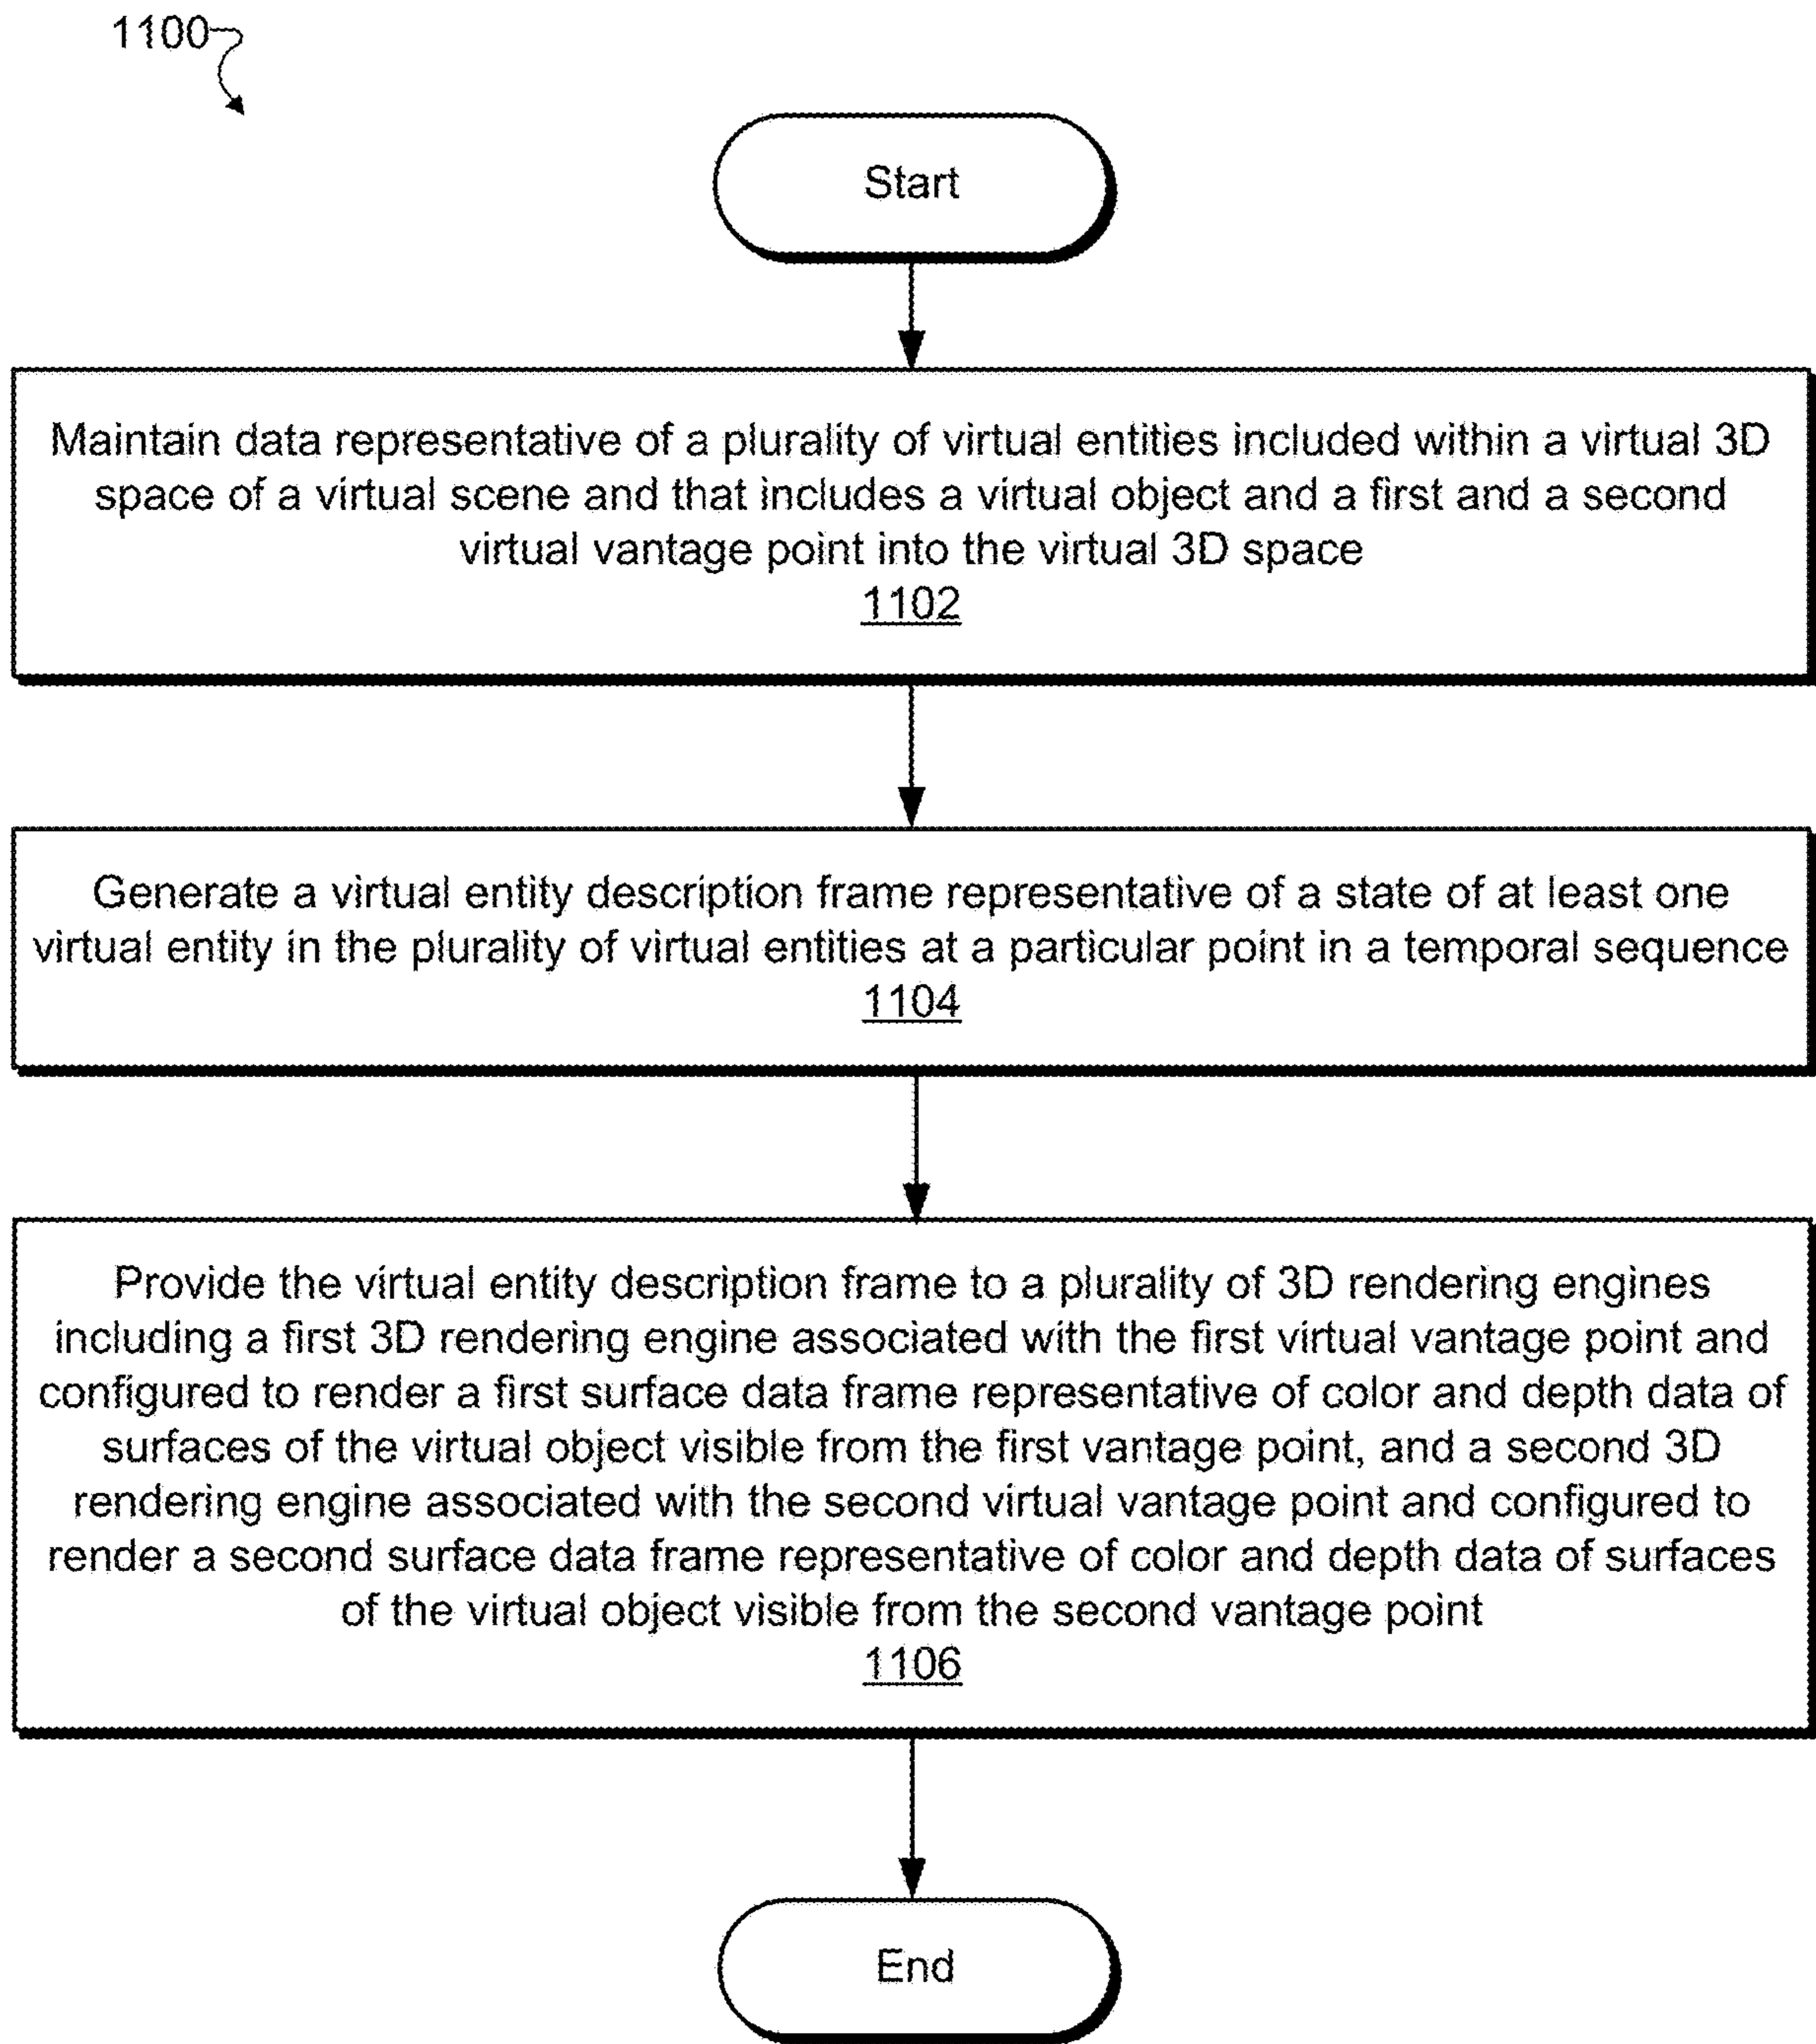 1100
Start
Maintain data representative of a plurality of virtual entities included within a virtual 3D
space of a virtual scene and that includes a virtual object and a first and a second
virtual vantage point into the virtual 3D space
1102
Generate a virtual entity description frame representative of a state of at least one
virtual entity in the plurality of virtual entities at a particular point in a temporal sequence
1104
Provide the virtual entity description frame to a plurality of 3D rendering engines
including a first 3D rendering engine associated with the first virtual vantage point and
configured to render a first surface data frame representative of color and depth data of
surfaces of the virtual object visible from the first vantage point, and a second 3D
rendering engine associated with the second virtual vantage point and configured to
render a second surface data frame representative of color and depth data of surfaces
of the virtual object visible from the second vantage point
1106
End